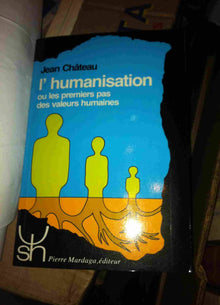 Jean Château
l'humanisation
ou les premiers pas
des valeurs humaines
sh
Pierre Mardaga, éditeur